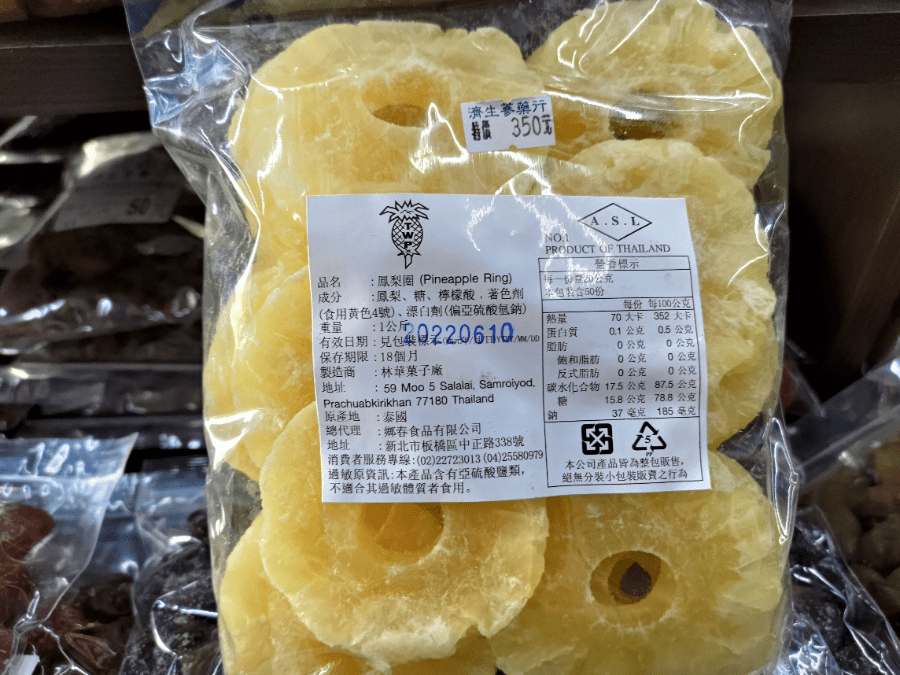 濟生蔘藥行
特價 350元
TWP
A.S.L
NO.1
PRODUCT OF THAILAND
品名 : 鳳梨圈 (Pineapple Ring)
成分 : 鳳梨、糖、檸檬酸﹑著色劑
(食用黃色4號)、漂白劑(偏亞硫酸氫鈉)
重量 : 1公斤
20220610
有效日期 : 見包裝標示
YYYY/MM/DD
保存期限 : 18個月
製造商 : 林華菓子廠
地址 : 59 Moo 5 Salalai, Samroiyod,
Prachuabkirikhan 77180 Thailand
原產地 : 泰國
總代理 : 鄉春食品有限公司
地址 : 新北市板橋區中正路338號
消費者服務專線:(02)22723013 (04)25580979
過敏原資訊:本產品含有亞硫酸鹽類,
不適合其過敏體質者食用。
營養標示
每一份量20公克
本包裝含50份
每份 每100公克
熱量 70 大卡 352 大卡
蛋白質 0.1 公克 0.5 公克
脂肪 0 公克 0 公克
飽和脂肪 0 公克 0 公克
反式脂肪 0 公克 0 公克
碳水化合物 17.5 公克 87.5 公克
糖 15.8 公克 78.8 公克
鈉 37 毫克 185 毫克
5
PP
本公司產品皆為整包販售,
絕無分裝小包裝販賣之行為
50